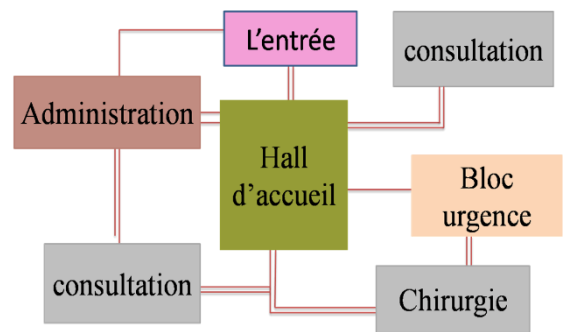 L'entrée
consultation
Administration
Hall
d'accueil
Bloc
urgence
consultation
Chirurgie